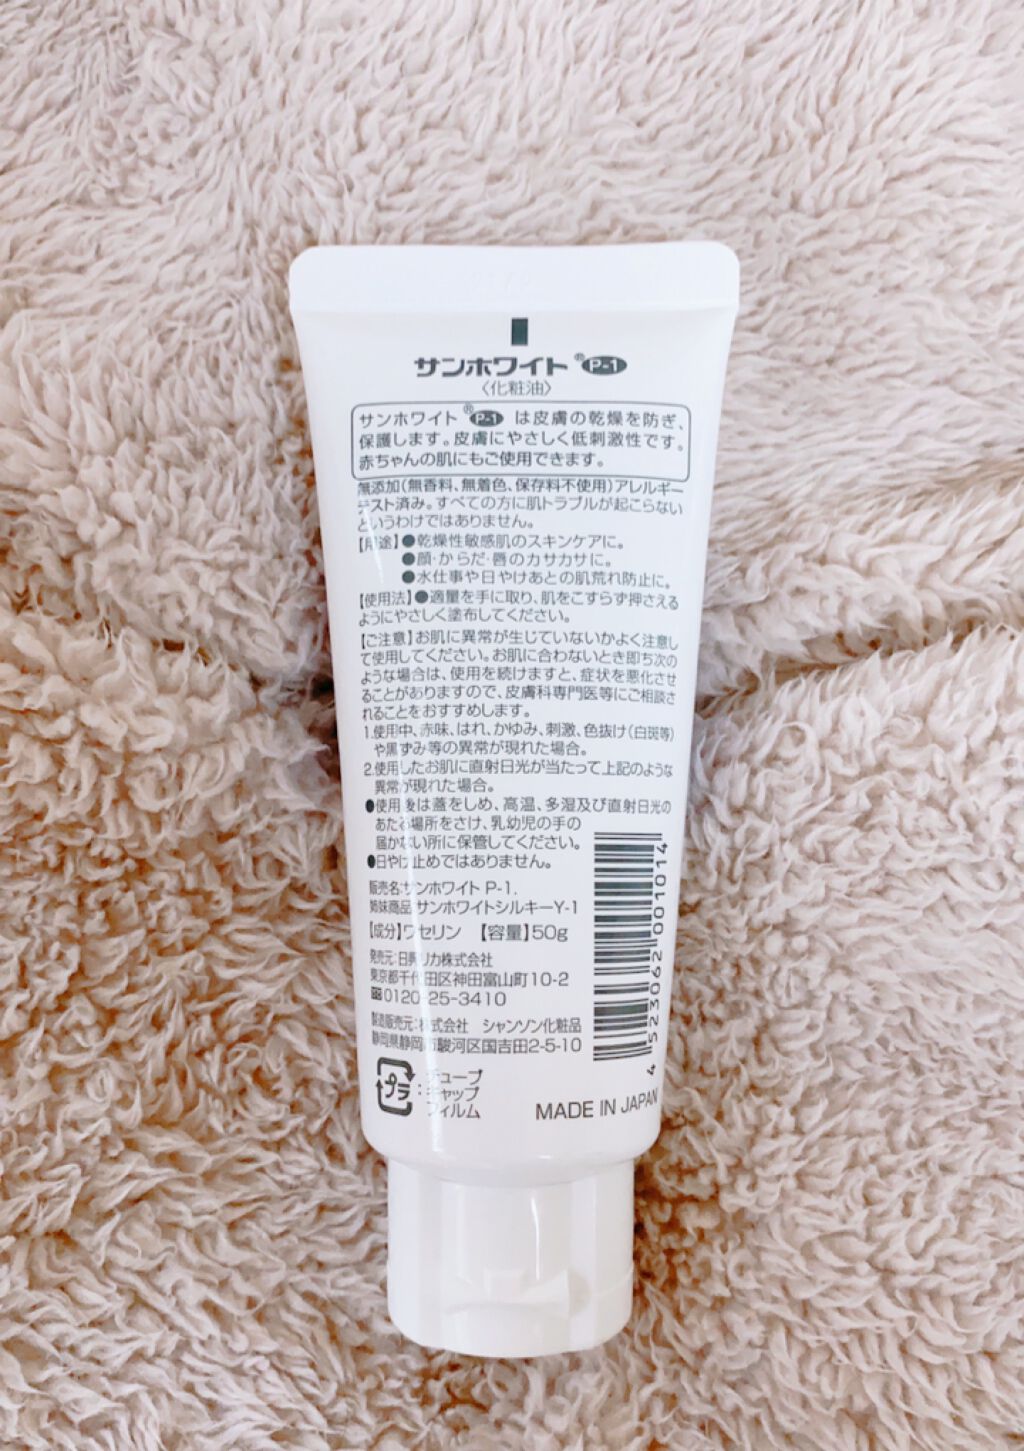 サンホワイト® P-1
〈化粧油〉
サンホワイト® P-1 は皮膚の乾燥を防ぎ、
保護します。皮膚にやさしく低刺激性です。
赤ちゃんの肌にもご使用できます。
無添加(無香料、無着色、保存料不使用)アレルギー
テスト済み。すべての方に肌トラブルが起こらない
というわけではありません。
【用途】●乾燥性敏感肌のスキンケアに。
●顔・からだ・唇のカサカサに。
●水仕事や日やけあとの肌荒れ防止に。
【使用法】●適量を手に取り、肌をこすらず押さえる
ようにやさしく塗布してください。
【ご注意】お肌に異常が生じていないかよく注意し
て使用してください。お肌に合わないとき即ち次の
ような場合は、使用を続けますと、症状を悪化させ
ることがありますので、皮膚科専門医等にご相談さ
れることをおすすめします。
1.使用中、赤味、はれ、かゆみ、刺激、色抜け(白斑等)
や黒ずみ等の異常が現れた場合。
2.使用したお肌に直射日光が当たって上記のような
異常が現れた場合。
●使用後は蓋をしめ、高温、多湿及び直射日光の
あたる場所をさけ、乳幼児の手の
届かない所に保管してください。
●日やけ止めではありません。
販売名:サンホワイト P-1.
姉妹商品:サンホワイトシルキーY-1
【成分】ワセリン 【容量】50g
発売元:日興リカ株式会社
東京都千代田区神田富山町10-2
0120-25-3410
製造販売元:株式会社 シャンソン化粧品
静岡県静岡市駿河区国吉田2-5-10
プラ : チューブ
キャップ
フィルム
MADE IN JAPAN
4 523062 001014